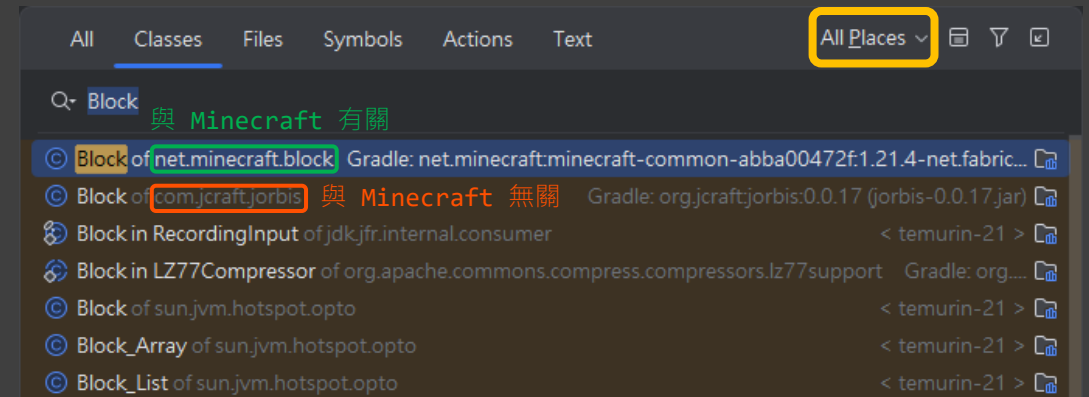 All Classes Files Symbols Actions Text All Places
Block
與 Minecraft 有關
Block of net.minecraft.block Gradle: net.minecraft:minecraft-common-abba00472f:1.21.4-net.fabric...
Block of com.jcraft.jorbis 與 Minecraft 無關 Gradle: org.jcraft:jorbis:0.0.17 (jorbis-0.0.17.jar)
Block in RecordingInput of jdk.jfr.internal.consumer < temurin-21 >
Block in LZ77Compressor of org.apache.commons.compress.compressors.lz77support Gradle: org....
Block of sun.jvm.hotspot.opto < temurin-21 >
Block_Array of sun.jvm.hotspot.opto < temurin-21 >
Block_List of sun.jvm.hotspot.opto < temurin-21 >